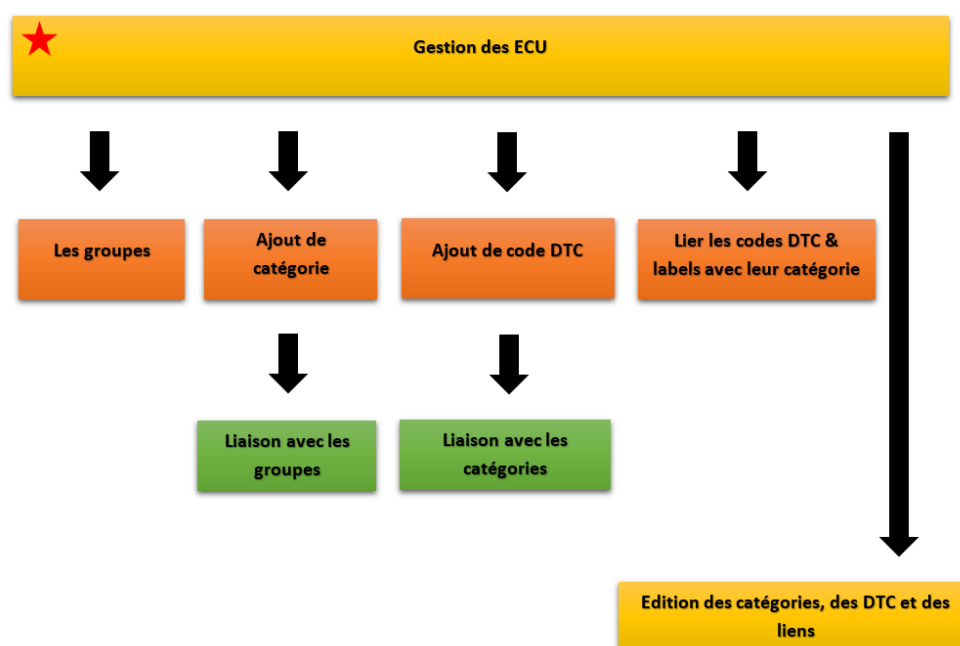 Gestion des ECU
Les groupes
Ajout de
catégorie
Ajout de code DTC
Lier les codes DTC &
labels avec leur catégorie
Liaison avec les
groupes
Liaison avec les
catégories
Edition des catégories, des DTC et des
liens